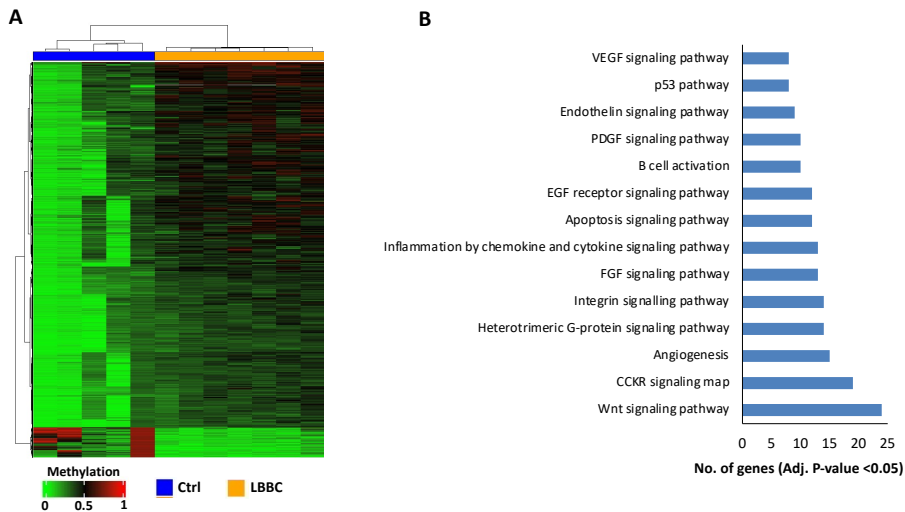 A
Methylation
0 0.5 1
Ctrl
LBBC
B
VEGF signaling pathway
p53 pathway
Endothelin signaling pathway
PDGF signaling pathway
B cell activation
EGF receptor signaling pathway
Apoptosis signaling pathway
Inflammation by chemokine and cytokine signaling pathway
FGF signaling pathway
Integrin signalling pathway
Heterotrimeric G-protein signaling pathway
Angiogenesis
CCKR signaling map
Wnt signaling pathway
0 5 10 15 20 25
No. of genes (Adj. P-value <0.05)